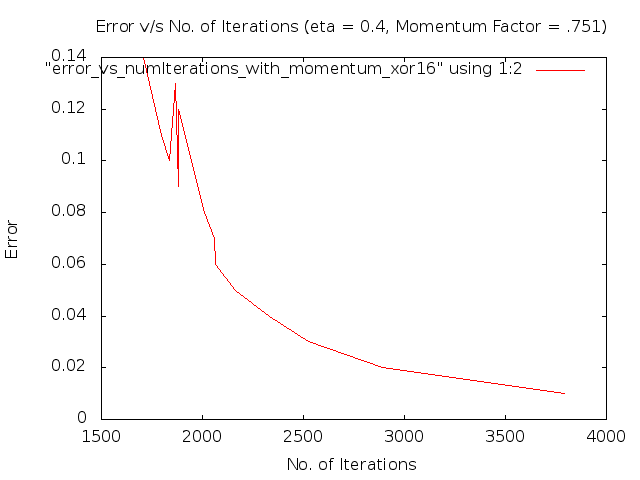 Error v/s No. of Iterations (eta = 0.4, Momentum Factor = .751)
"error_vs_numIterations_with_momentum_xor16" using 1:2
0.14
0.12
0.1
0.08
0.06
0.04
0.02
0
Error
1500 2000 2500 3000 3500 4000
No. of Iterations